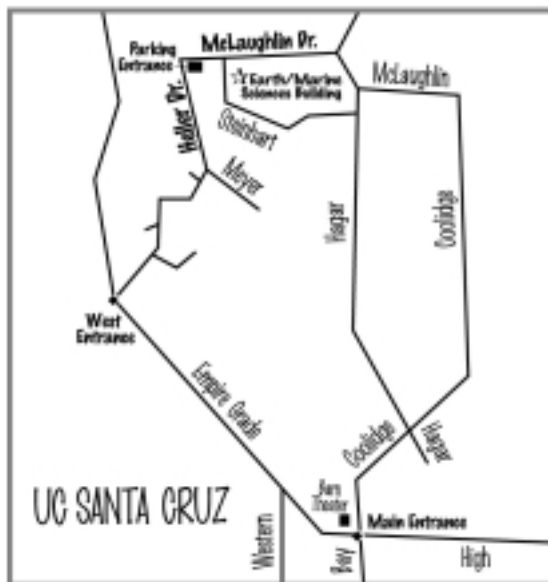 McLaughlin Dr.
Parking
Entrance
Earth/Marine
Sciences Building
McLaughlin
Heller Dr.
Steinhart
Meyer
Hagar
Coolidge
West
Entrance
Empire Grade
Coolidge
Hagar
UC SANTA CRUZ
Barn
Theater
Main Entrance
Western
Bay
High